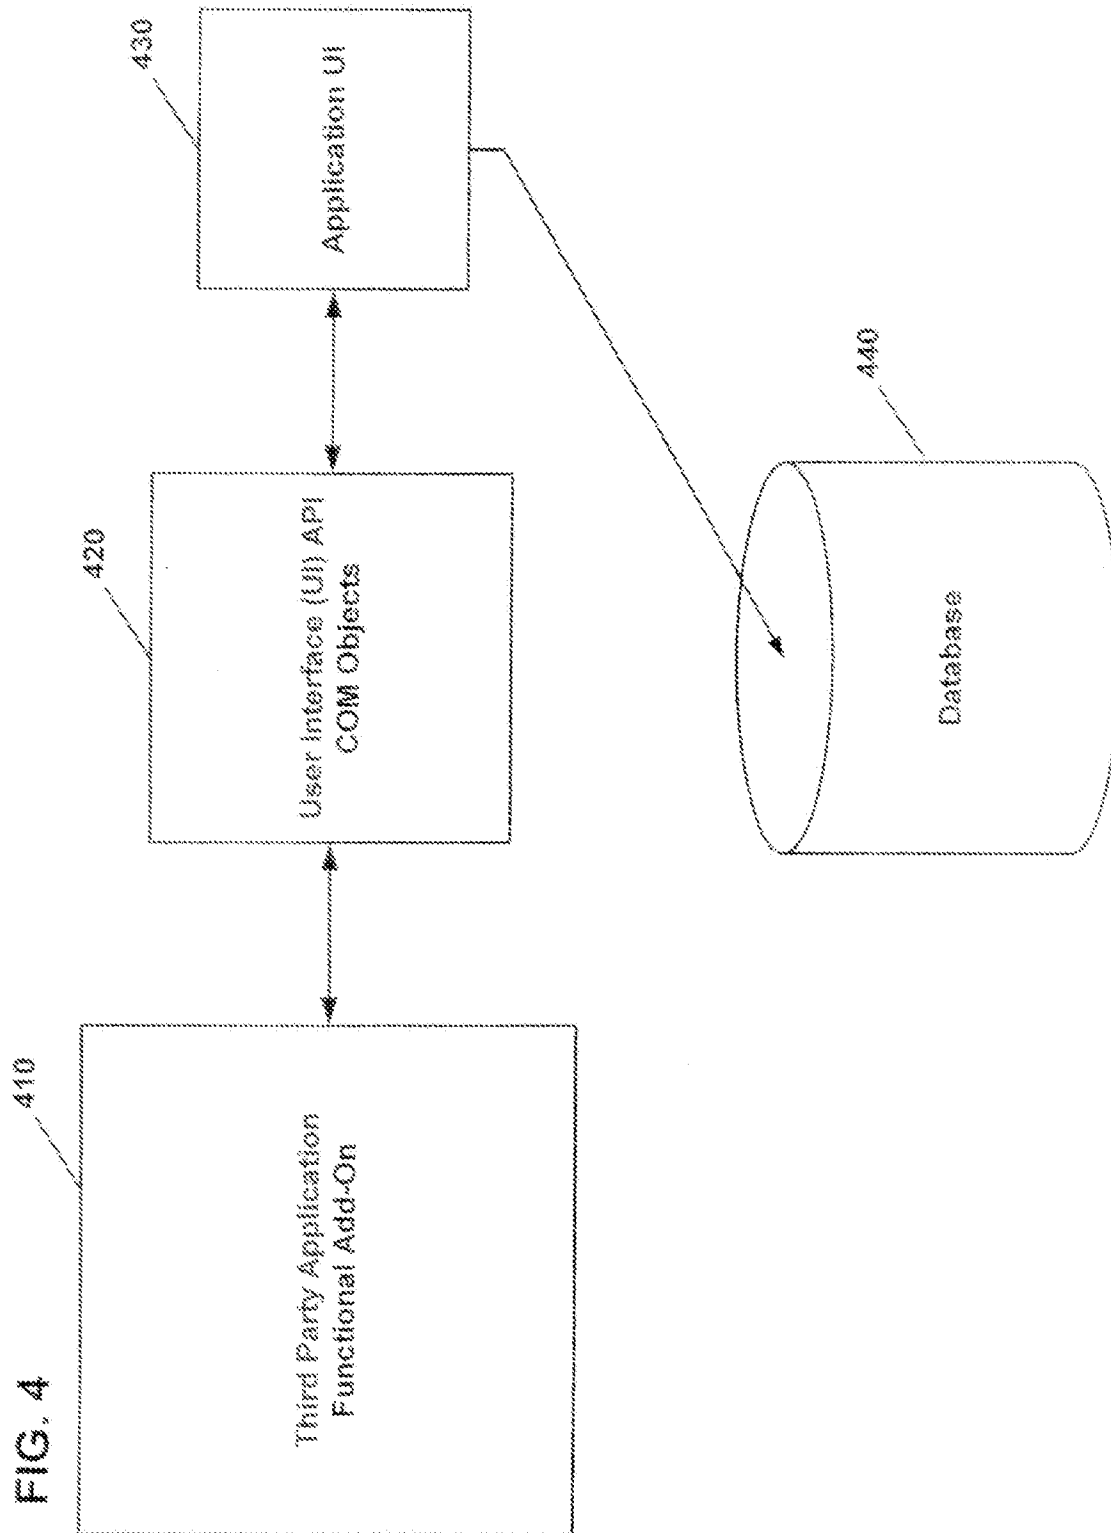 FIG. 4
410
Third Party Application
Functional Add-On
420
User Interface (UI) API
COM Objects
430
Application UI
440
Database